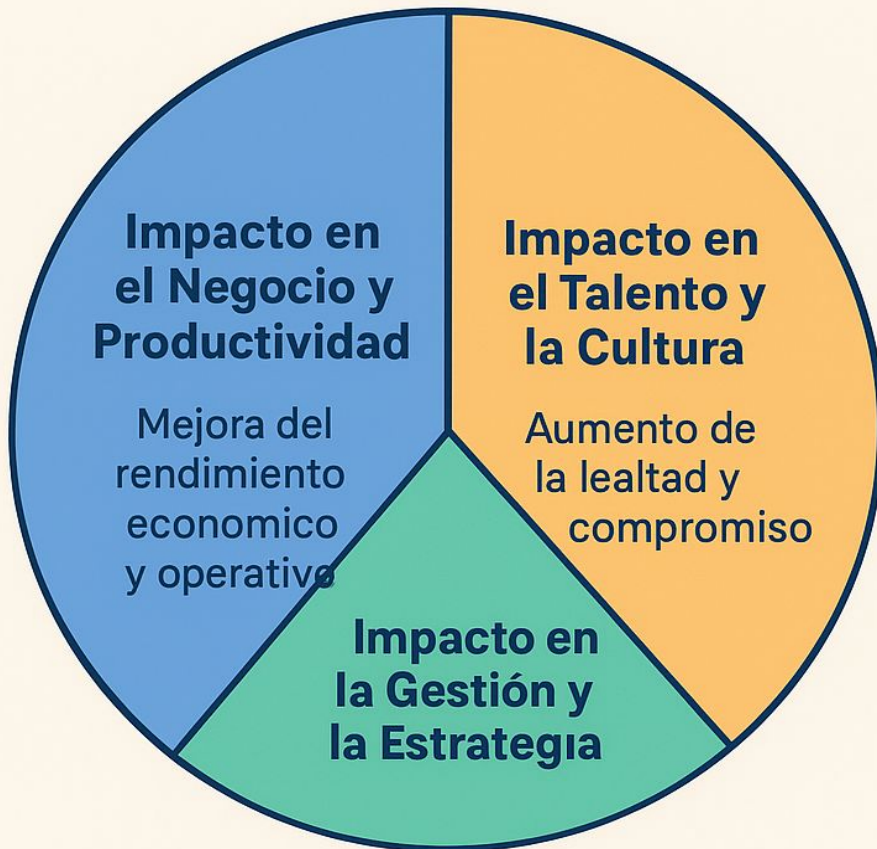 Impacto en
el Negocio y
Productividad
Mejora del
rendimiento
economico
y operativo
Impacto en
el Talento y
la Cultura
Aumento de
la lealtad y
compromiso
Impacto en
la Gestión y
la Estrategıa